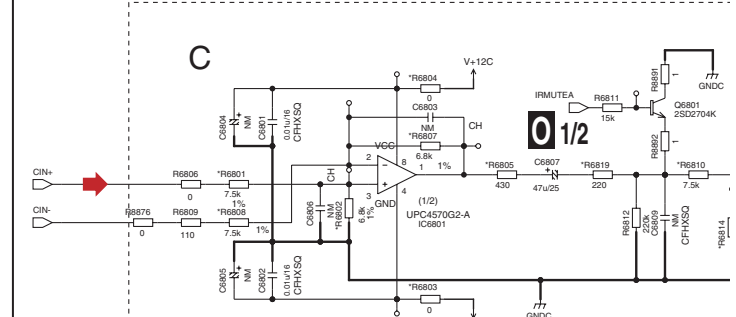 C
V+12C
*R6804
0
C6803
NM
*R6807
6.8k
CH
C6804
NM
C6801
0.01u/16
CFHXSQ
VCC
2
8
1
1%
3
4
GND
(1/2)
UPC4570G2-A
IC6801
CIN+
R6806
0
*R6801
7.5k
1%
CH
CIN-
R8876
0
R6809
110
*R6808
7.5k
1%
C6806
NM
*R6802
6.8k
1%
C6805
NM
C6802
0.01u/16
CFHXSQ
*R6803
0
*R6805
430
C6807
47u/25
*R6819
220
IRMUTEA
R6811
15k
0 1/2
R8891
1
GNDC
Q6801
2SD2704K
R8892
1
*R6810
7.5k
R6812
220k
C6809
NM
CFHXSQ
*R6814
GNDC